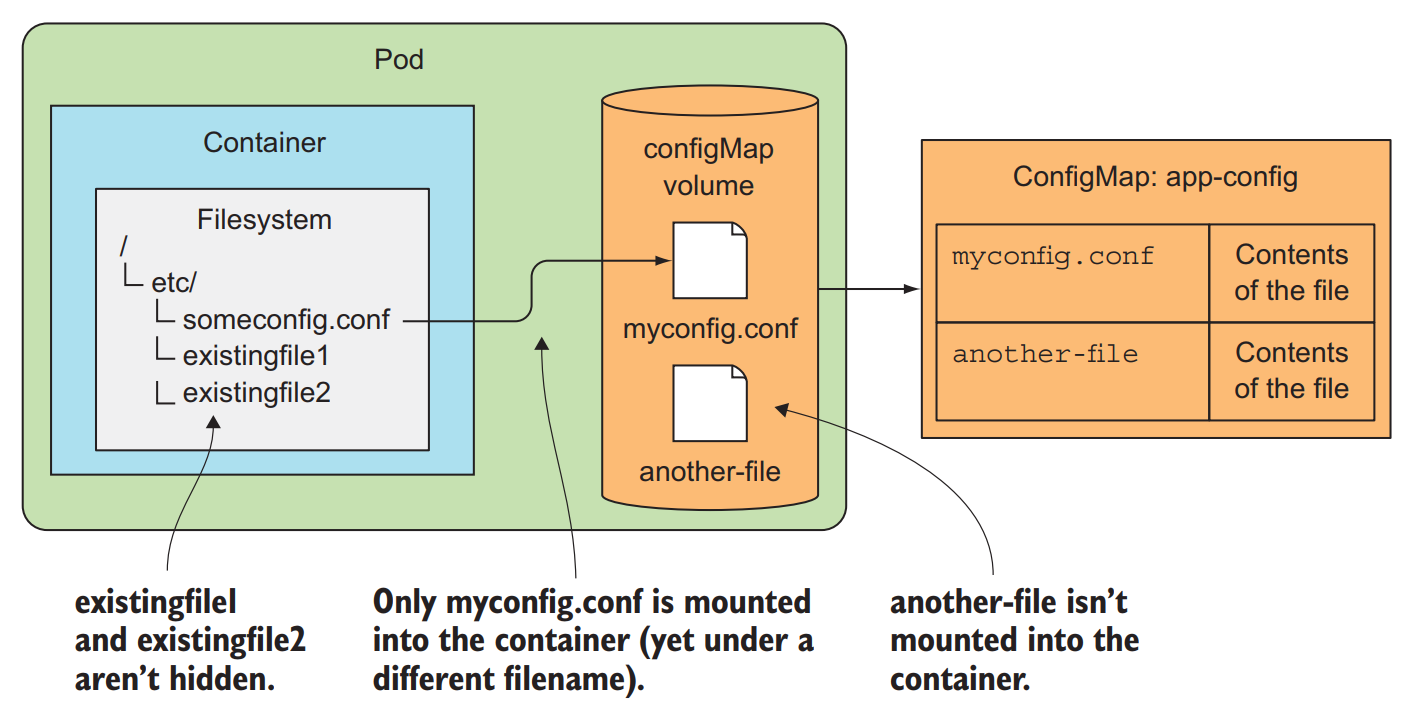 Pod
Container
Filesystem
/
etc/
someconfig.conf
existingfile1
existingfile2
configMap
volume
myconfig.conf
another-file
ConfigMap: app-config
myconfig.conf
Contents
of the file
another-file
Contents
of the file
existingfile1
and existingfile2
aren't hidden.
Only myconfig.conf is mounted
into the container (yet under a
different filename).
another-file isn't
mounted into the
container.